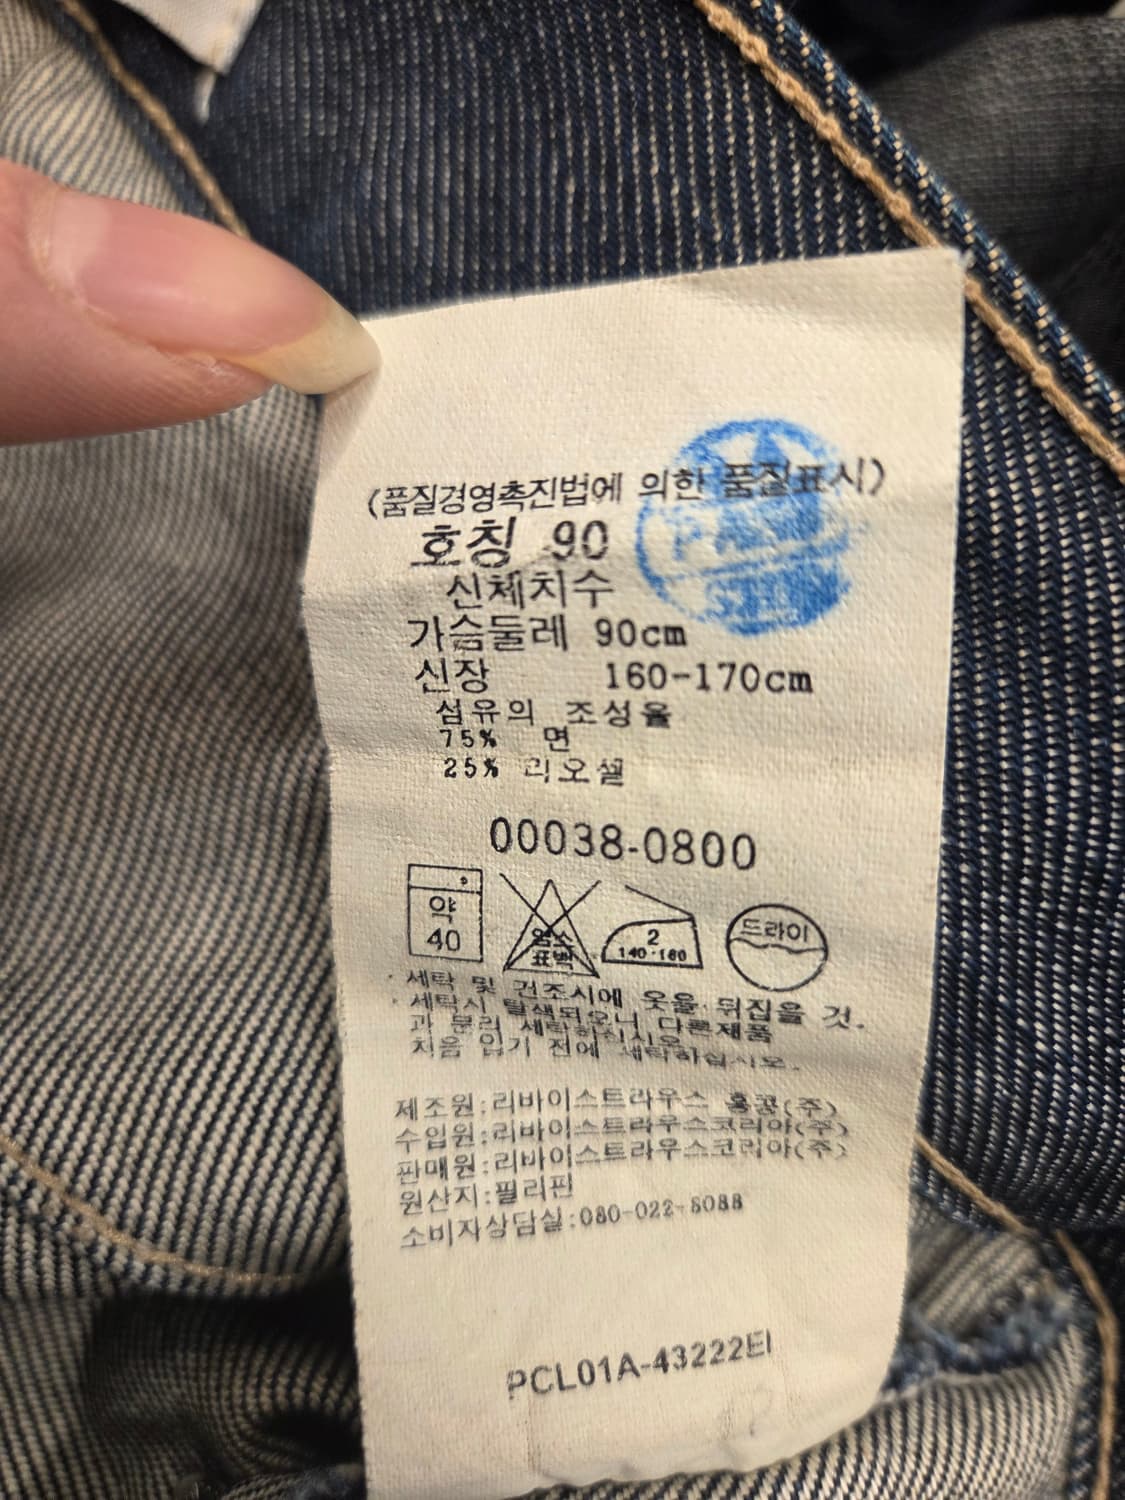 (품질경영촉진법에 의한 품질표시)
호칭 90
신체치수
가슴둘레 90cm
신장 160-170cm
섬유의 조성율
75% 면
25% 리오셀
00038-0800
약
40
염소
표백
2
140·160
드라이
·세탁 및 건조시에 옷을 뒤집을 것.
·세탁시 탈색되오니 다른제품
과 분리 세탁하십시오
처음 입기 전에 세탁하십시오.
제조원:리바이스트라우스 홍콩(주)
수입원:리바이스트라우스코리아(주)
판매원:리바이스트라우스코리아(주)
원산지:필리핀
소비자상담실:080-022-8088
PCL01A-43222EI